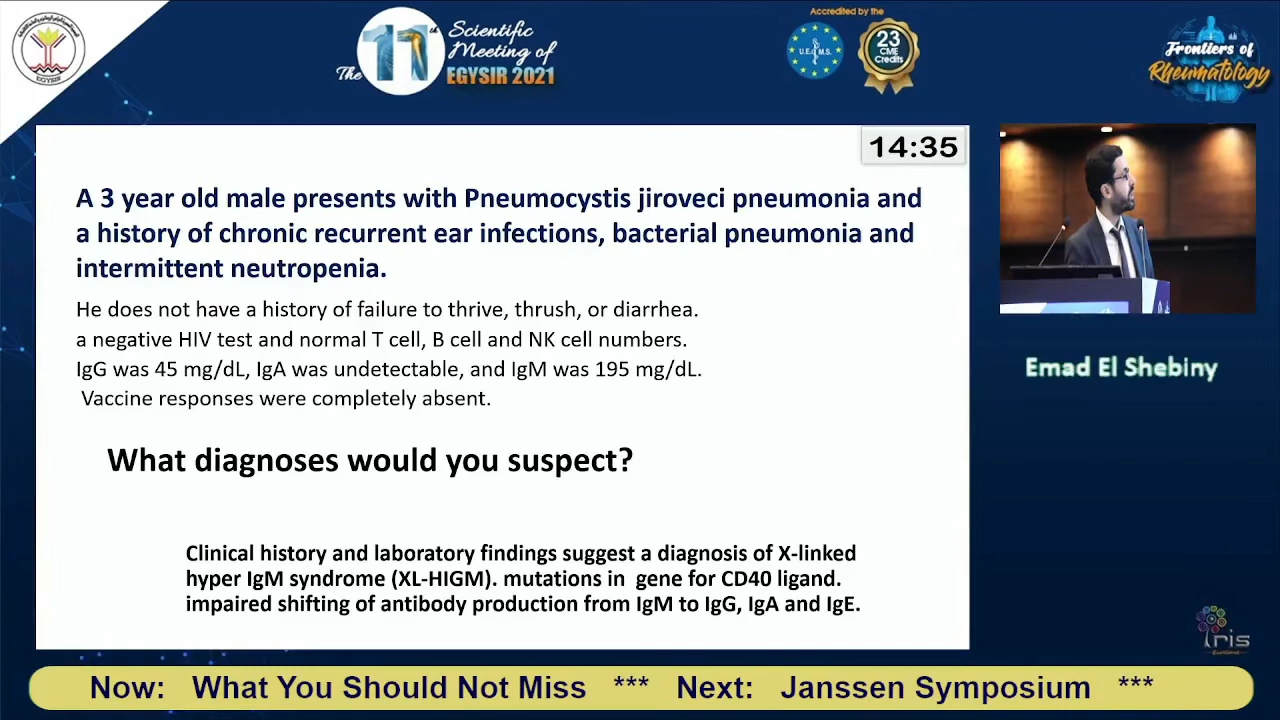 EGYSIR
The 11th
Scientific
Meeting of
EGYSIR 2021
Accredited by the
U.E.M.S.
23
CME
Credits
Frontiers of
Rheumatology
14:35
A 3 year old male presents with Pneumocystis jiroveci pneumonia and
a history of chronic recurrent ear infections, bacterial pneumonia and
intermittent neutropenia.
He does not have a history of failure to thrive, thrush, or diarrhea.
a negative HIV test and normal T cell, B cell and NK cell numbers.
IgG was 45 mg/dL, IgA was undetectable, and IgM was 195 mg/dL.
Vaccine responses were completely absent.
What diagnoses would you suspect?
Clinical history and laboratory findings suggest a diagnosis of X-linked
hyper IgM syndrome (XL-HIGM). mutations in gene for CD40 ligand.
impaired shifting of antibody production from IgM to IgG, IgA and IgE.
Emad El Shebiny
Iris
Now: What You Should Not Miss *** Next: Janssen Symposium ***